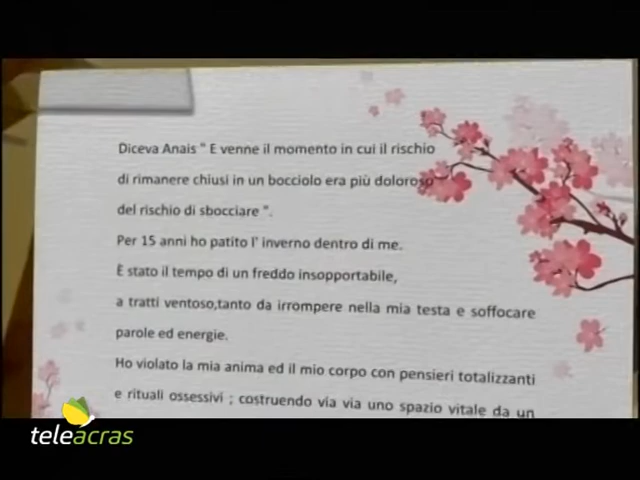 Diceva Anais " E venne il momento in cui il rischio
di rimanere chiusi in un bocciolo era più doloroso
del rischio di sbocciare ".
Per 15 anni ho patito l' inverno dentro di me.
È stato il tempo di un freddo insopportabile,
a tratti ventoso,tanto da irrompere nella mia testa e soffocare
parole ed energie.
Ho violato la mia anima ed il mio corpo con pensieri totalizzanti
e rituali ossessivi ; costruendo via via uno spazio vitale da un
teleacras